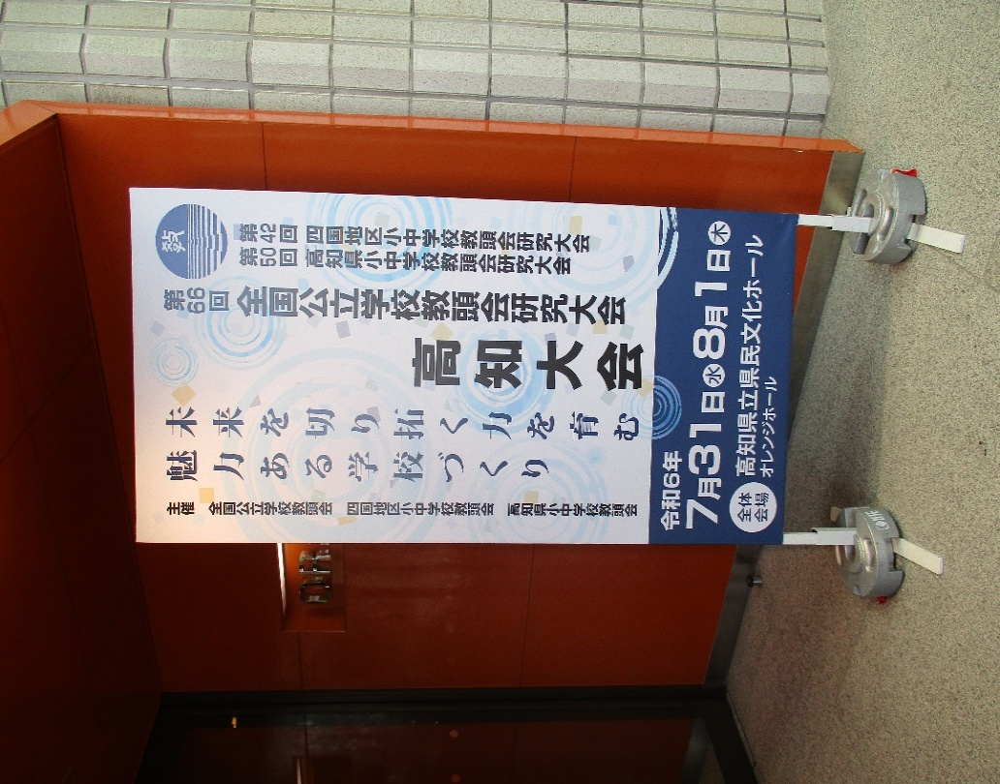 第42回 四国地区小中学校教頭会研究大会
第50回 高知県小中学校教頭会研究大会
第66回 全国公立学校教頭会研究大会
高知大会
未来を切り拓く力を育む
魅力ある学校づくり
主催 全国公立学校教頭会 四国地区小中学校教頭会 高知県小中学校教頭会
令和6年
7月31日水8月1日木
全体会場 高知県立県民文化ホール
オレンジホール